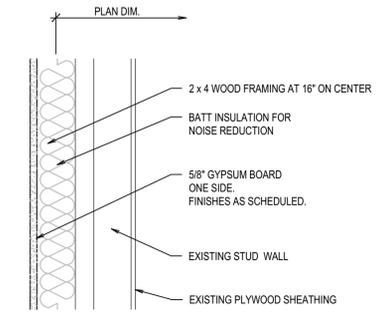 PLAN DIM.
2 x 4 WOOD FRAMING AT 16" ON CENTER
BATT INSULATION FOR
NOISE REDUCTION
5/8" GYPSUM BOARD
ONE SIDE.
FINISHES AS SCHEDULED.
EXISTING STUD WALL
EXISTING PLYWOOD SHEATHING